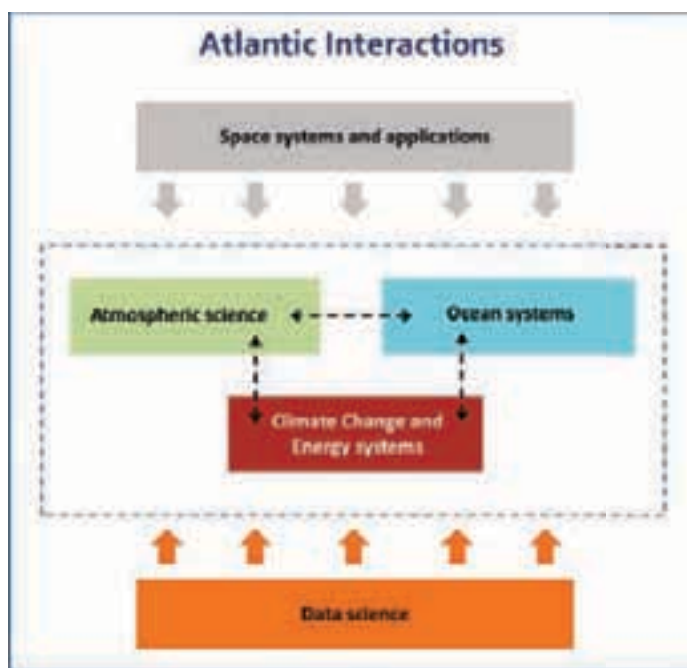 Atlantic Interactions
Space systems and applications
Atmospheric science
Ocean systems
Climate Change and
Energy systems
Data science